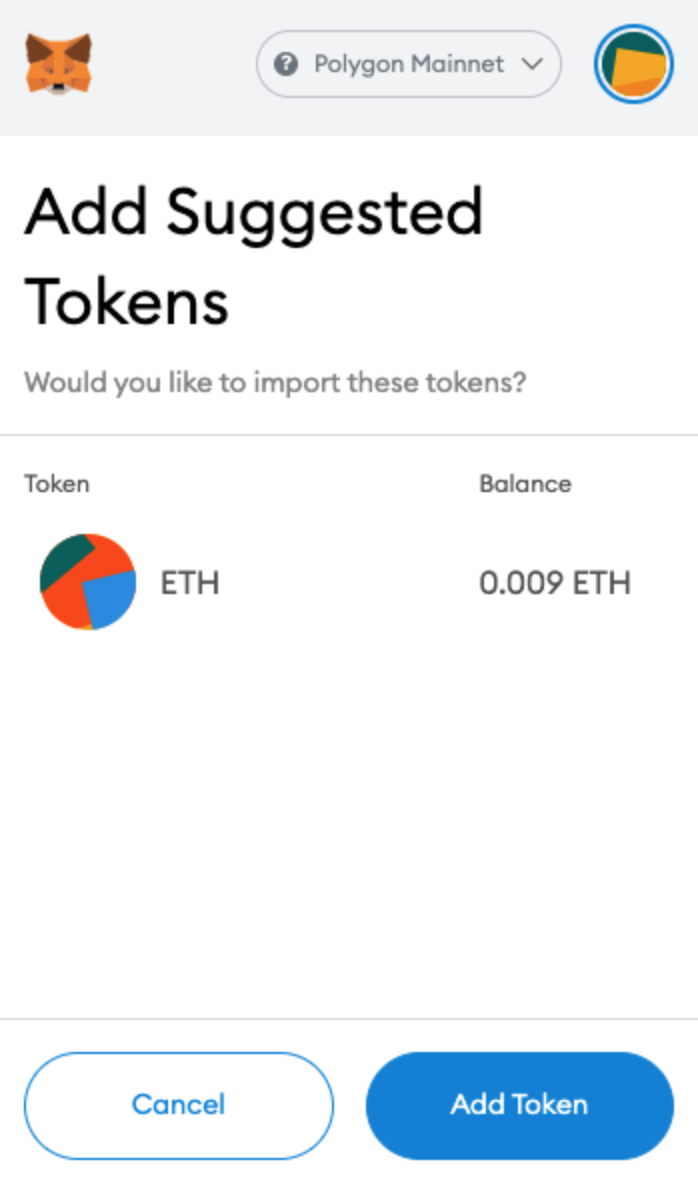 Polygon Mainnet
Add Suggested
Tokens
Would you like to import these tokens?
Token Balance
ETH 0.009 ETH
Cancel Add Token